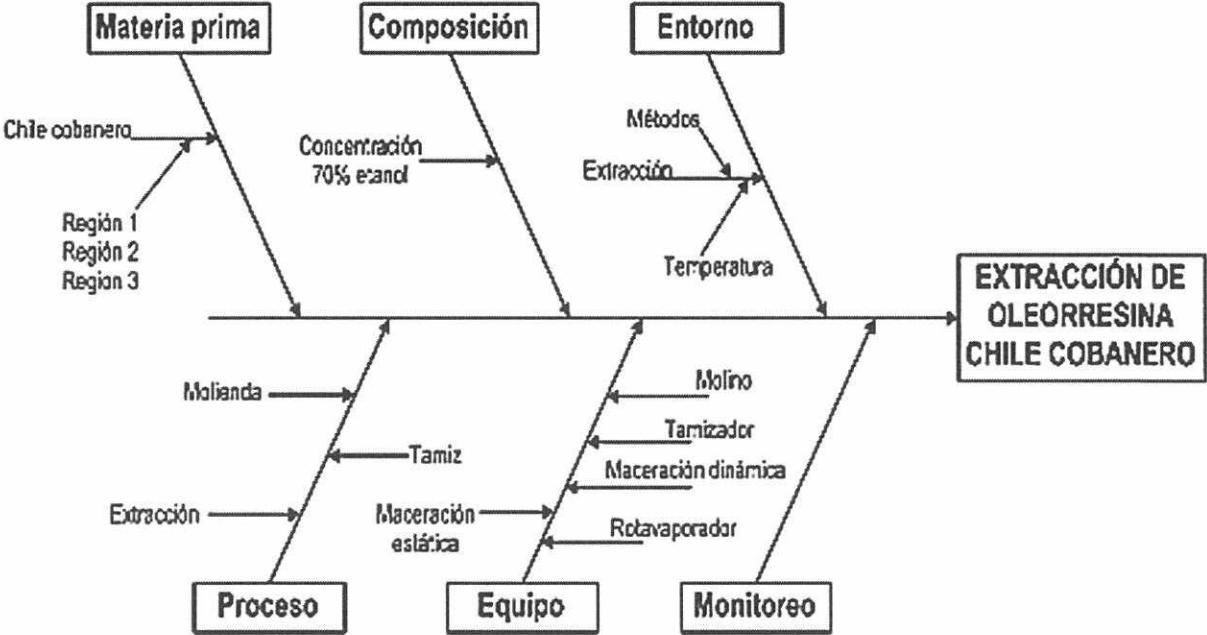 Materia prima
Composición
Entorno
Chile cobanero
Región 1
Región 2
Region 3
Concentración
70% etanol
Métodos
Extracción
Temperatura
EXTRACCIÓN DE
OLEORRESINA
CHILE COBANERO
Molienda
Tamiz
Extracción
Molino
Tamizador
Maceración dinámica
Maceración
estática
Rotavaporador
Proceso
Equipo
Monitoreo